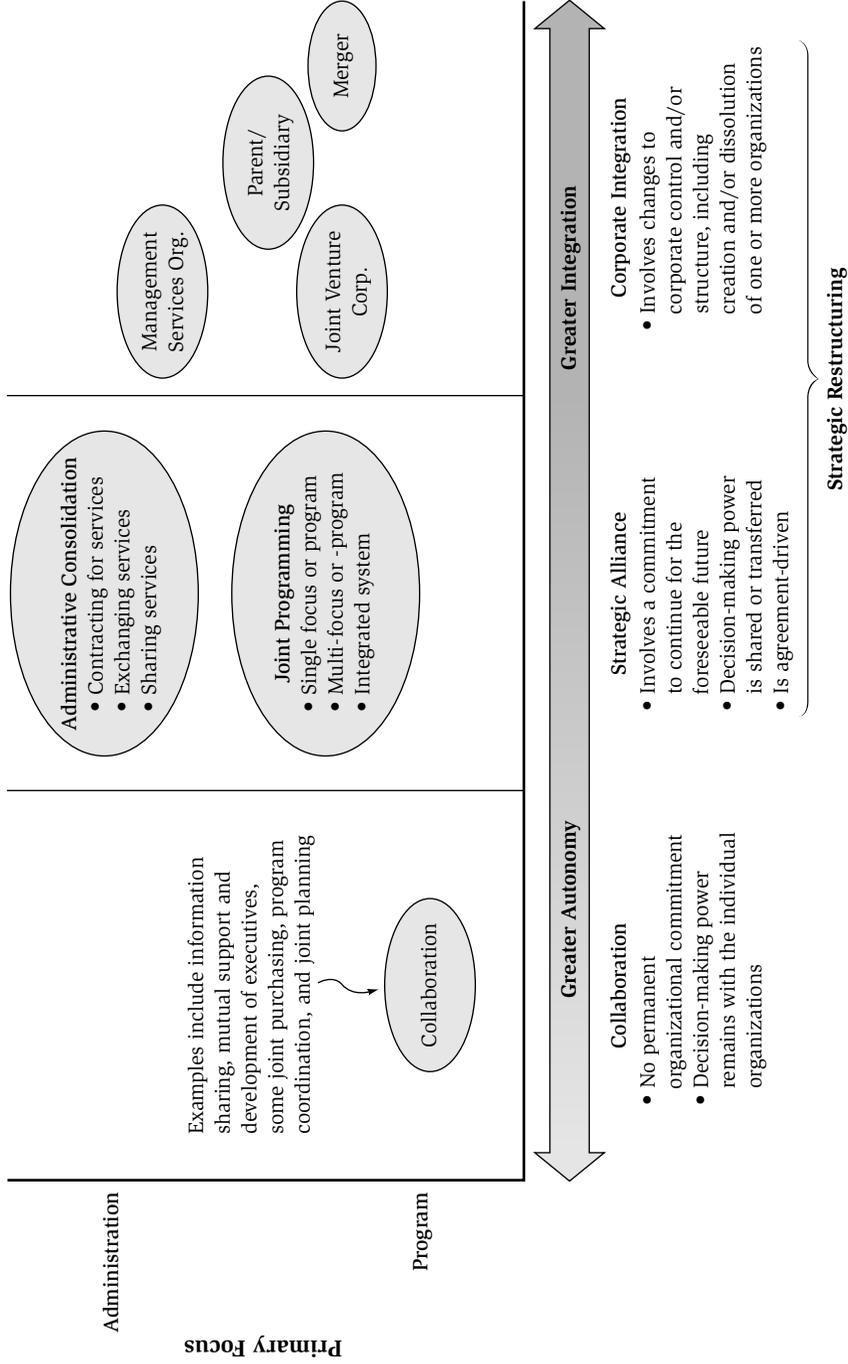 Primary Focus
Administration
Program
Examples include information
sharing, mutual support and
development of executives,
some joint purchasing, program
coordination, and joint planning
Collaboration
Administrative Consolidation
• Contracting for services
• Exchanging services
• Sharing services
Joint Programming
• Single focus or program
• Multi-focus or -program
• Integrated system
Management
Services Org.
Parent/
Subsidiary
Joint Venture
Corp.
Merger
Greater Autonomy
Greater Integration
Collaboration
• No permanent
organizational commitment
• Decision-making power
remains with the individual
organizations
Strategic Alliance
• Involves a commitment
to continue for the
foreseeable future
• Decision-making power
is shared or transferred
• Is agreement-driven
Corporate Integration
• Involves changes to
corporate control and/or
structure, including
creation and/or dissolution
of one or more organizations
Strategic Restructuring